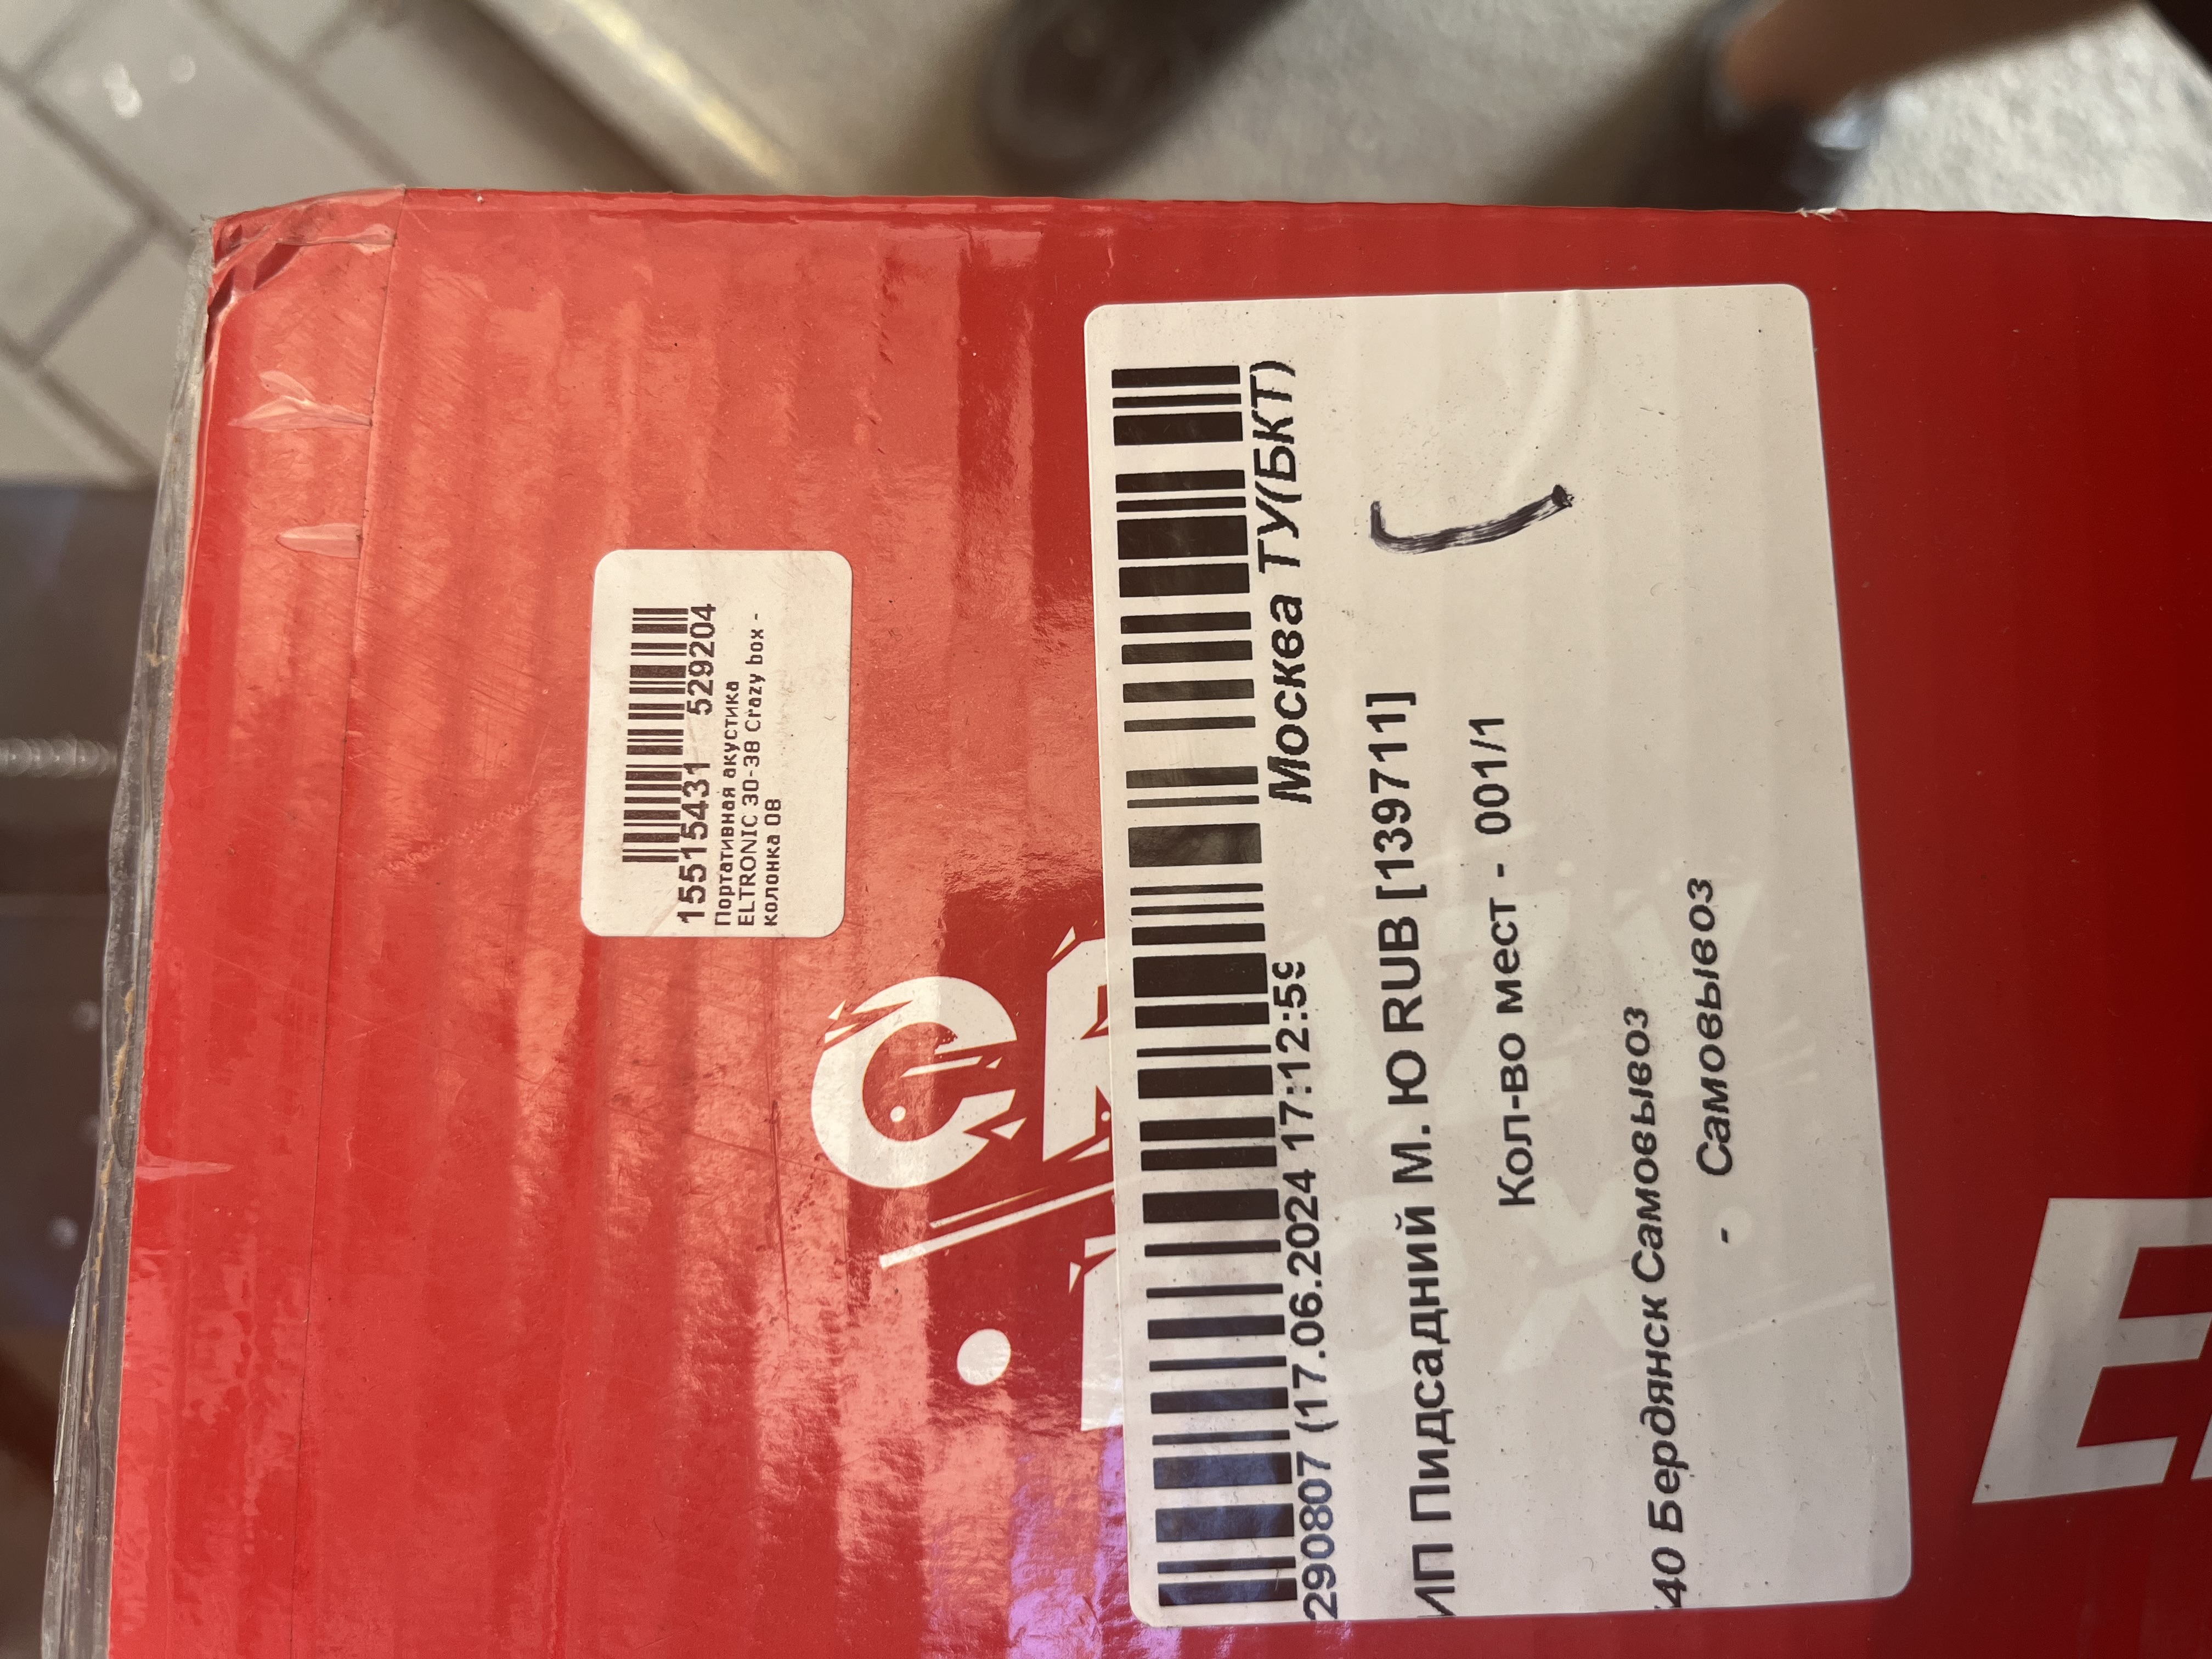 15515431 529204
Портативная акустика
ELTRONIC 30-38 Crazy box -
колонка 08
Москва ТУ(БКТ)
290807 (17.06.2024 17:12:59
ИП Пидсадний М. Ю RUB [139711]
Кол-во мест - 001/1
40 Бердянск Самовывоз
- Самовывоз